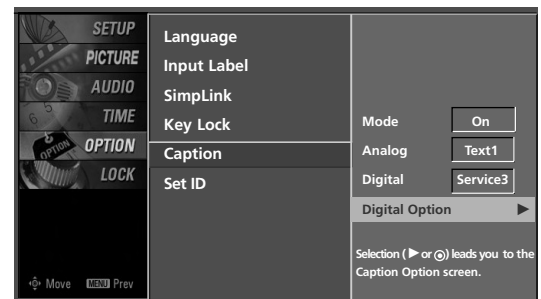 SETUP
PICTURE
AUDIO
TIME
OPTION
LOCK
Move MENU Prev
Language
Input Label
SimpLink
Key Lock
Caption
Set ID
Mode On
Analog Text1
Digital Service3
Digital Option ▶
Selection ( ▶ or ◉) leads you to the
Caption Option screen.